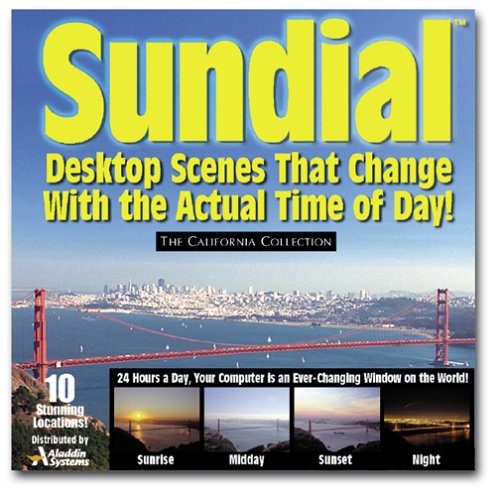 Sundial™
Desktop Scenes That Change
With the Actual Time of Day!
THE CALIFORNIA COLLECTION
24 Hours a Day, Your Computer is an Ever-Changing Window on the World!
10
Stunning
Locations!
Distributed by
Aladdin
Systems
Sunrise
Midday
Sunset
Night